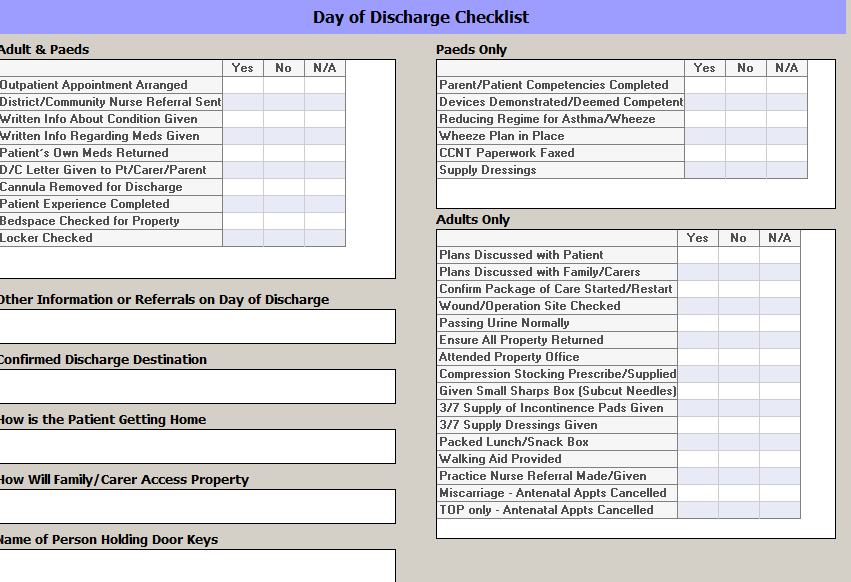 Day of Discharge Checklist
Adult & Paeds
Yes No N/A
Outpatient Appointment Arranged
District/Community Nurse Referral Sent
Written Info About Condition Given
Written Info Regarding Meds Given
Patient's Own Meds Returned
D/C Letter Given to Pt/Carer/Parent
Cannula Removed for Discharge
Patient Experience Completed
Bedspace Checked for Property
Locker Checked
Other Information or Referrals on Day of Discharge
Confirmed Discharge Destination
How is the Patient Getting Home
How Will Family/Carer Access Property
Name of Person Holding Door Keys
Paeds Only
Yes No N/A
Parent/Patient Competencies Completed
Devices Demonstrated/Deemed Competent
Reducing Regime for Asthma/Wheeze
Wheeze Plan in Place
CCNT Paperwork Faxed
Supply Dressings
Adults Only
Yes No N/A
Plans Discussed with Patient
Plans Discussed with Family/Carers
Confirm Package of Care Started/Restart
Wound/Operation Site Checked
Passing Urine Normally
Ensure All Property Returned
Attended Property Office
Compression Stocking Prescribe/Supplied
Given Small Sharps Box (Subcut Needles)
3/7 Supply of Incontinence Pads Given
3/7 Supply Dressings Given
Packed Lunch/Snack Box
Walking Aid Provided
Practice Nurse Referral Made/Given
Miscarriage - Antenatal Appts Cancelled
TOP only - Antenatal Appts Cancelled